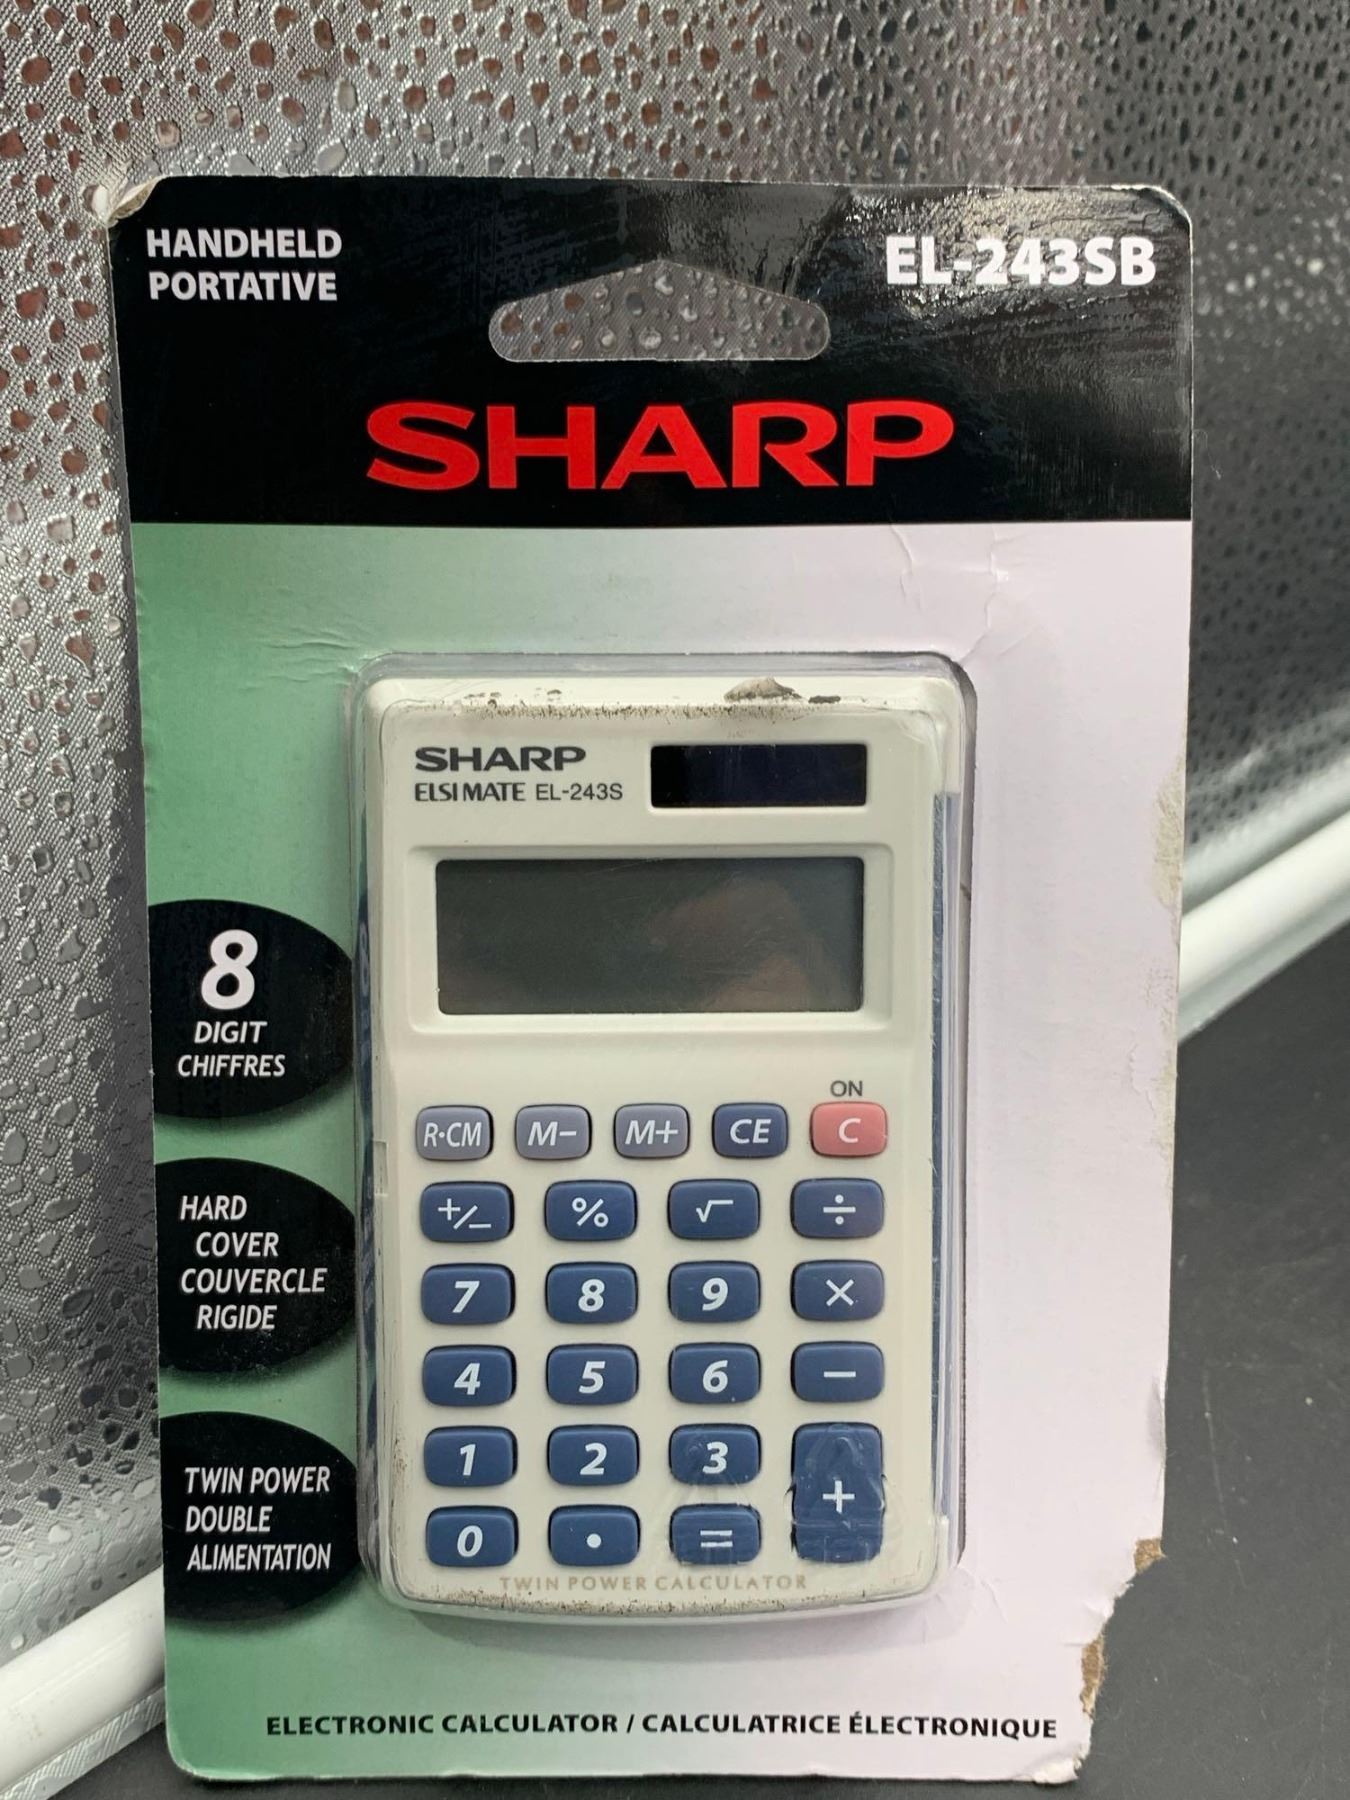 HANDHELD
PORTATIVE
EL-243SB
SHARP
SHARP
ELSI MATE EL-243S
8
DIGIT
CHIFFRES
HARD
COVER
COUVERCLE
RIGIDE
TWIN POWER
DOUBLE
ALIMENTATION
ON
R·CM M− M+ CE C
+/− % √ ÷
7 8 9 ×
4 5 6 −
1 2 3 +
0 . =
TWIN POWER CALCULATOR
ELECTRONIC CALCULATOR / CALCULATRICE ÉLECTRONIQUE